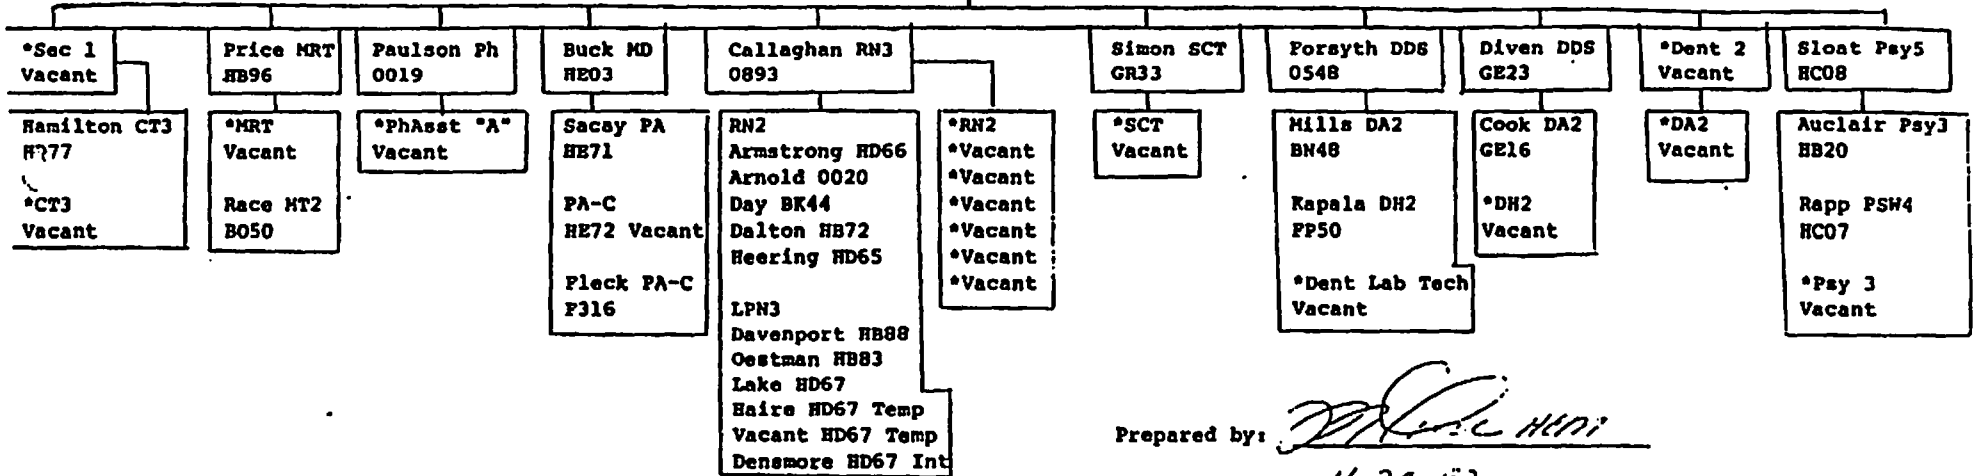 *Sec 1
Vacant
Price MRT
HB96
Paulson Ph
0019
Buck MD
HE03
Callaghan RN3
0893
Simon SCT
GR33
Forsyth DDS
0548
Diven DDS
GE23
*Dent 2
Vacant
Sloat Psy5
HC08
Hamilton CT3
*CT3
Vacant
*MRT
Vacant
Race MT2
BO50
*PhAsst "A"
Vacant
Sacay PA
HE71
PA-C
HE72 Vacant
Fleck PA-C
F316
RN2
Armstrong HD66
Arnold 0020
Day BK44
Dalton HB72
Heering HD65
LPN3
Davenport HB88
Oestman HB83
Lake HD67
Haire HD67 Temp
Vacant HD67 Temp
Densmore HD67 Int
*RN2
*Vacant
*Vacant
*Vacant
*Vacant
*Vacant
*Vacant
*SCT
Vacant
Mills DA2
BN48
Kapala DH2
FP50
*Dent Lab Tech
Vacant
Cook DA2
GE16
*DH2
Vacant
*DA2
Vacant
Auclair Psy3
HB20
Rapp PSW4
HC07
*Psy 3
Vacant
Prepared by: